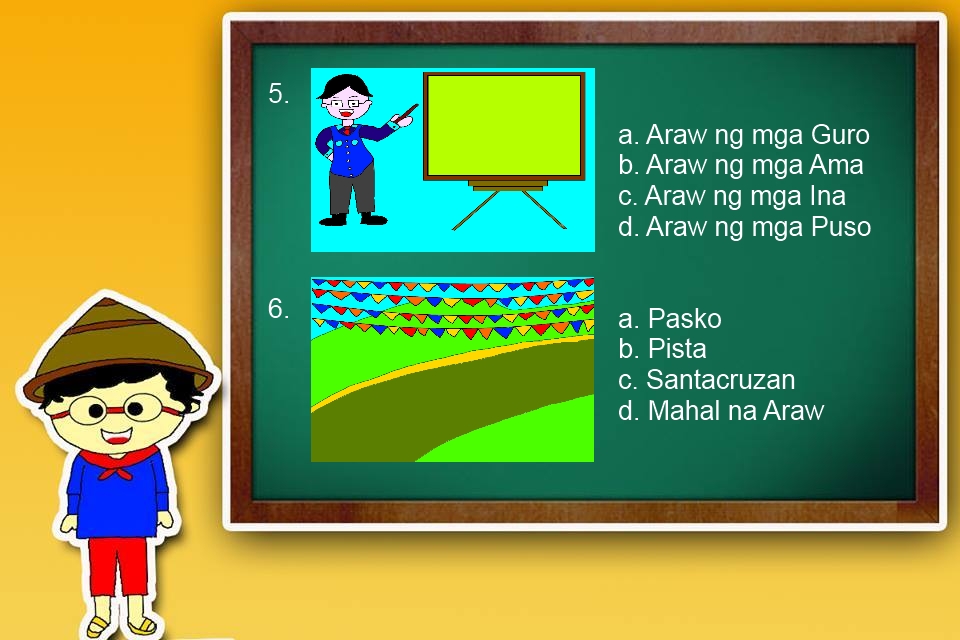 5.
a. Araw ng mga Guro
b. Araw ng mga Ama
c. Araw ng mga Ina
d. Araw ng mga Puso
6.
a. Pasko
b. Pista
c. Santacruzan
d. Mahal na Araw